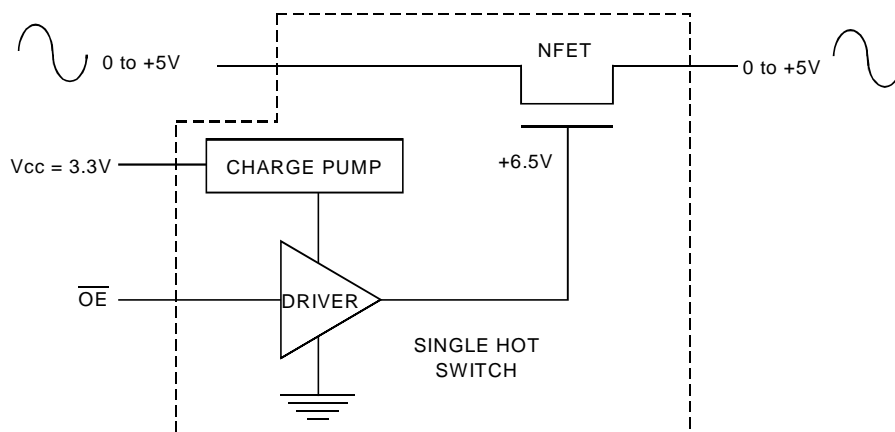 NFET
0 to +5V
0 to +5V
Vcc = 3.3V
CHARGE PUMP
+6.5V
OE
DRIVER
SINGLE HOT
SWITCH